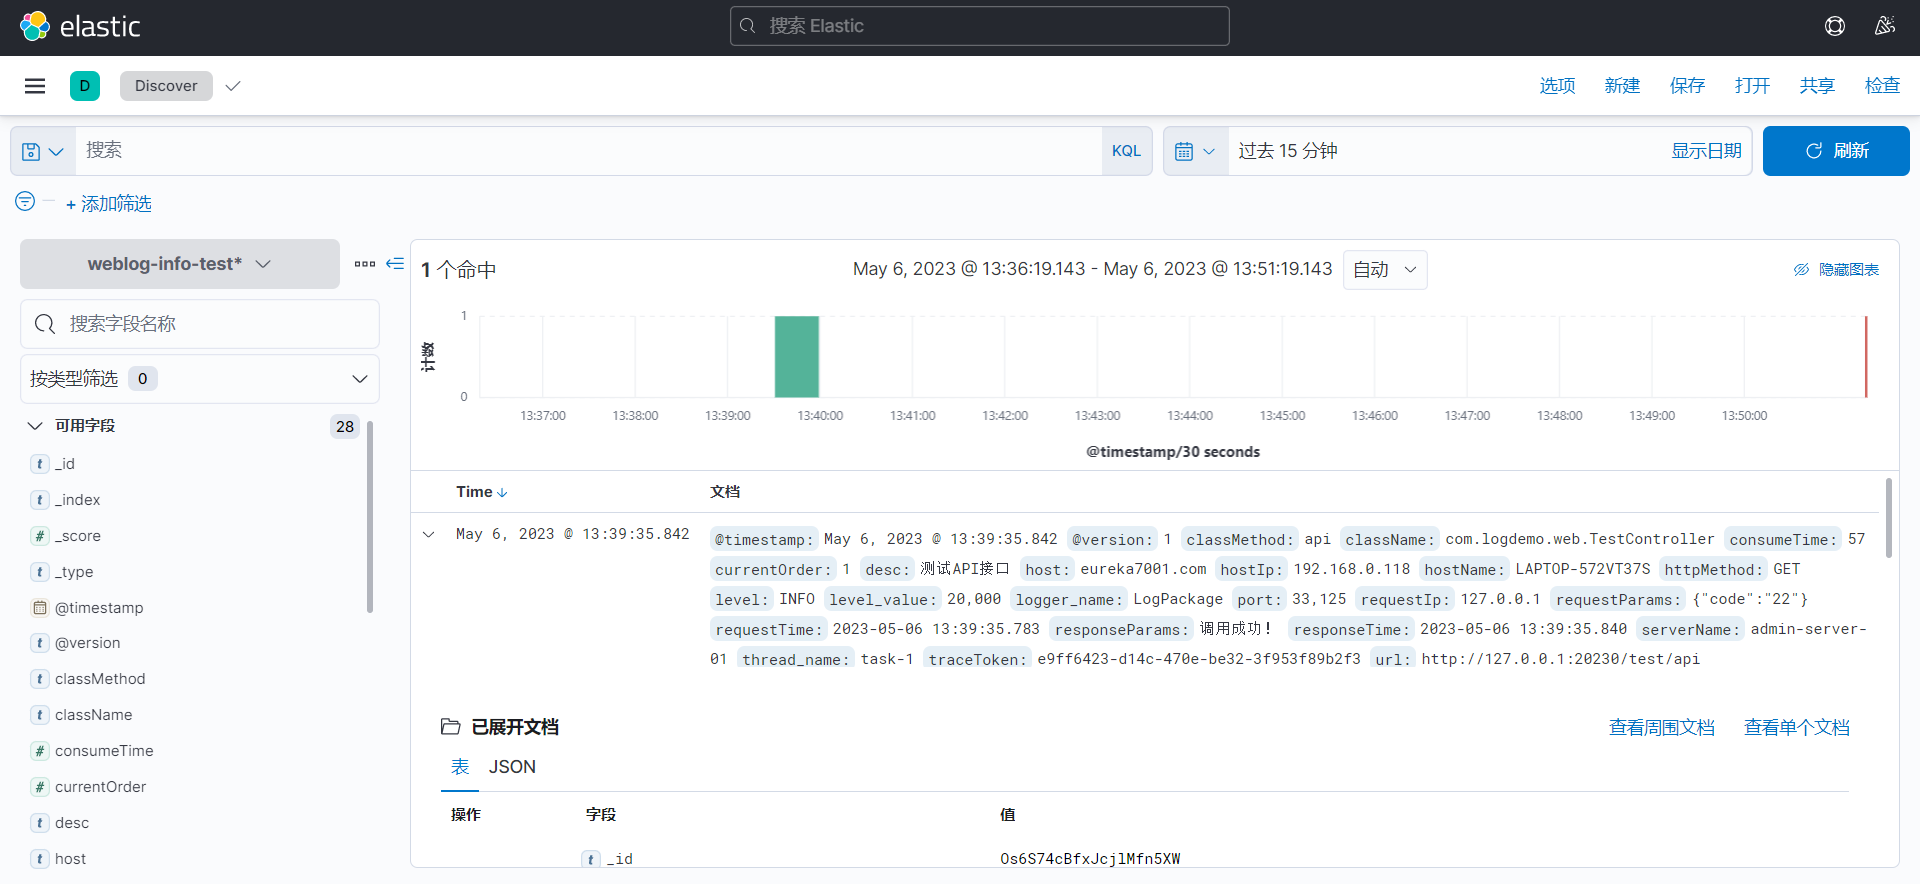 elastic
搜索 Elastic
D
Discover
选项 新建 保存 打开 共享 检查
搜索
KQL
过去 15 分钟
显示日期
刷新
+ 添加筛选
weblog-info-test*
搜索字段名称
按类型筛选 0
可用字段 28
t _id
t _index
# _score
t _type
@timestamp
t @version
t classMethod
t className
# consumeTime
# currentOrder
t desc
t host
1 个命中
May 6, 2023 @ 13:36:19.143 - May 6, 2023 @ 13:51:19.143
自动
隐藏图表
计数
1
0
13:37:00 13:38:00 13:39:00 13:40:00 13:41:00 13:42:00 13:43:00 13:44:00 13:45:00 13:46:00 13:47:00 13:48:00 13:49:00 13:50:00
@timestamp/30 seconds
Time 文档
May 6, 2023 @ 13:39:35.842
@timestamp: May 6, 2023 @ 13:39:35.842 @version: 1 classMethod: api className: com.logdemo.web.TestController consumeTime: 57
currentOrder: 1 desc: 测试API接口 host: eureka7001.com hostIp: 192.168.0.118 hostName: LAPTOP-572VT37S httpMethod: GET
level: INFO level_value: 20,000 logger_name: LogPackage port: 33,125 requestIp: 127.0.0.1 requestParams: {"code":"22"}
requestTime: 2023-05-06 13:39:35.783 responseParams: 调用成功！ responseTime: 2023-05-06 13:39:35.840 serverName: admin-server-
01 thread_name: task-1 traceToken: e9ff6423-d14c-470e-be32-3f953f89b2f3 url: http://127.0.0.1:20230/test/api
已展开文档
查看周围文档 查看单个文档
表 JSON
操作 字段 值
t _id Os6S74cBfxJcjlMfn5XW